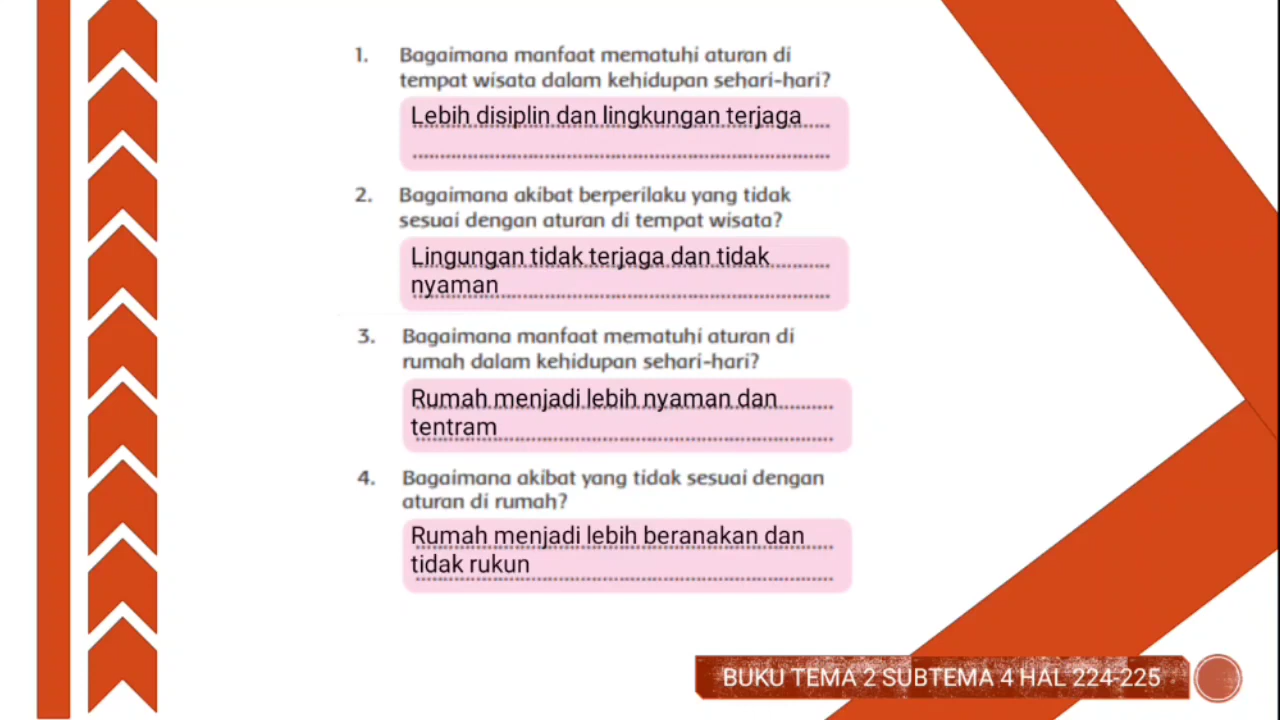 1. Bagaimana manfaat mematuhi aturan di
tempat wisata dalam kehidupan sehari-hari?
Lebih disiplin dan lingkungan terjaga
2. Bagaimana akibat berperilaku yang tidak
sesuai dengan aturan di tempat wisata?
Lingungan tidak terjaga dan tidak
nyaman
3. Bagaimana manfaat mematuhi aturan di
rumah dalam kehidupan sehari-hari?
Rumah menjadi lebih nyaman dan
tentram
4. Bagaimana akibat yang tidak sesuai dengan
aturan di rumah?
Rumah menjadi lebih beranakan dan
tidak rukun
BUKU TEMA 2 SUBTEMA 4 HAL 224-225